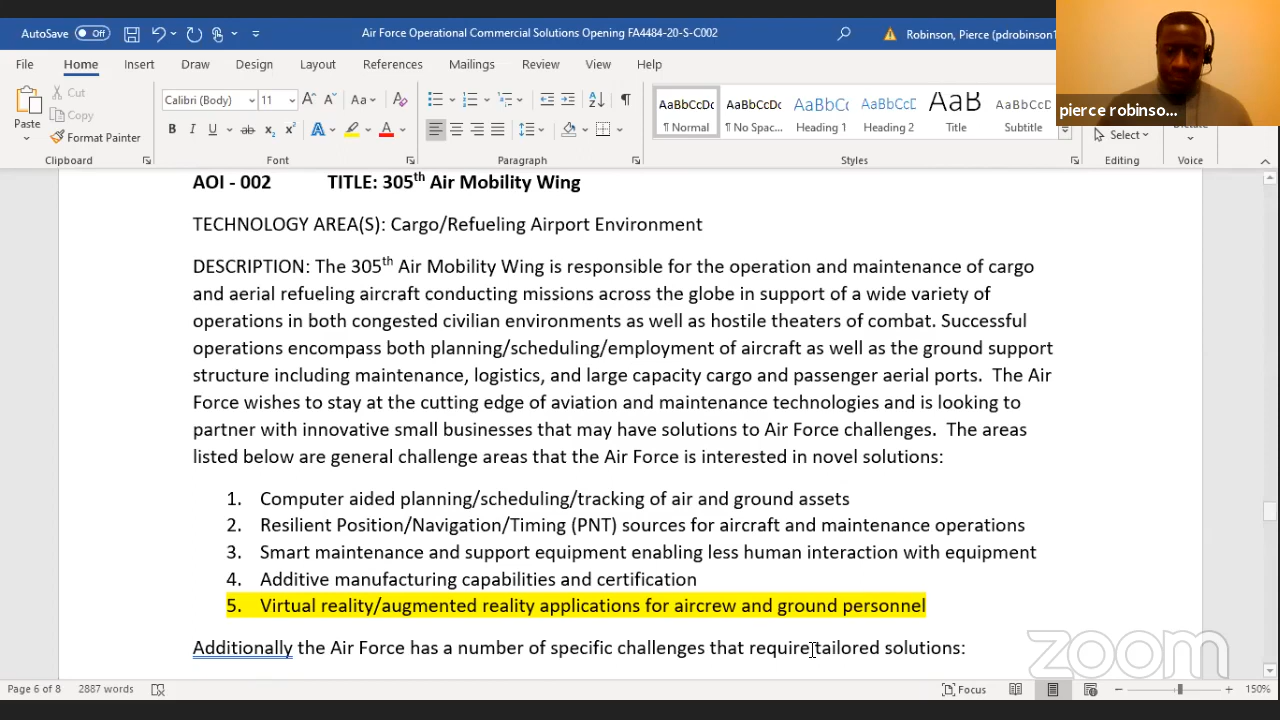 AutoSave Off Air Force Operational Commercial Solutions Opening FA4484-20-S-C002 Robinson, Pierce (pdrobinson1
File Home Insert Draw Design Layout References Mailings Review View Help
Paste Cut Copy Format Painter
Calibri (Body) 11
AaBbCcDc AaBbCcDc AaBbCc AaBbCcD AaB AaBbCcD
¶ Normal ¶ No Spac... Heading 1 Heading 2 Title Subtitle
Select Dictate
Clipboard Font Paragraph Styles Editing Voice
pierce robinso...
AOI - 002 TITLE: 305th Air Mobility Wing
TECHNOLOGY AREA(S): Cargo/Refueling Airport Environment
DESCRIPTION: The 305th Air Mobility Wing is responsible for the operation and maintenance of cargo
and aerial refueling aircraft conducting missions across the globe in support of a wide variety of
operations in both congested civilian environments as well as hostile theaters of combat. Successful
operations encompass both planning/scheduling/employment of aircraft as well as the ground support
structure including maintenance, logistics, and large capacity cargo and passenger aerial ports. The Air
Force wishes to stay at the cutting edge of aviation and maintenance technologies and is looking to
partner with innovative small businesses that may have solutions to Air Force challenges. The areas
listed below are general challenge areas that the Air Force is interested in novel solutions:
1. Computer aided planning/scheduling/tracking of air and ground assets
2. Resilient Position/Navigation/Timing (PNT) sources for aircraft and maintenance operations
3. Smart maintenance and support equipment enabling less human interaction with equipment
4. Additive manufacturing capabilities and certification
5. Virtual reality/augmented reality applications for aircrew and ground personnel
Additionally the Air Force has a number of specific challenges that require tailored solutions:
zoom
Page 6 of 8 2887 words Focus 150%